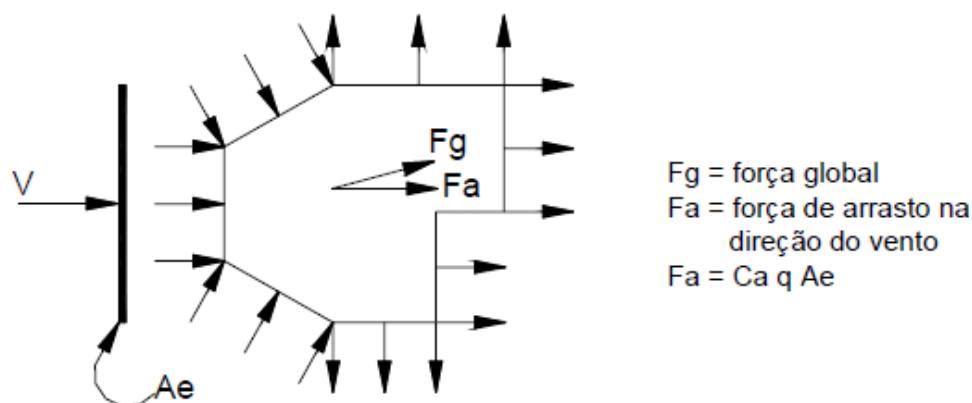 V
Ae
Fg
Fa
Fg = força global
Fa = força de arrasto na
direção do vento
Fa = Ca q Ae